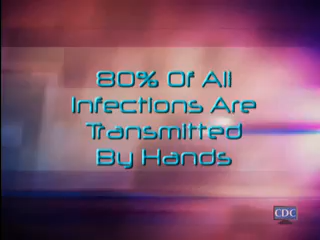 80% Of All
Infections Are
Transmitted
By Hands
CDC